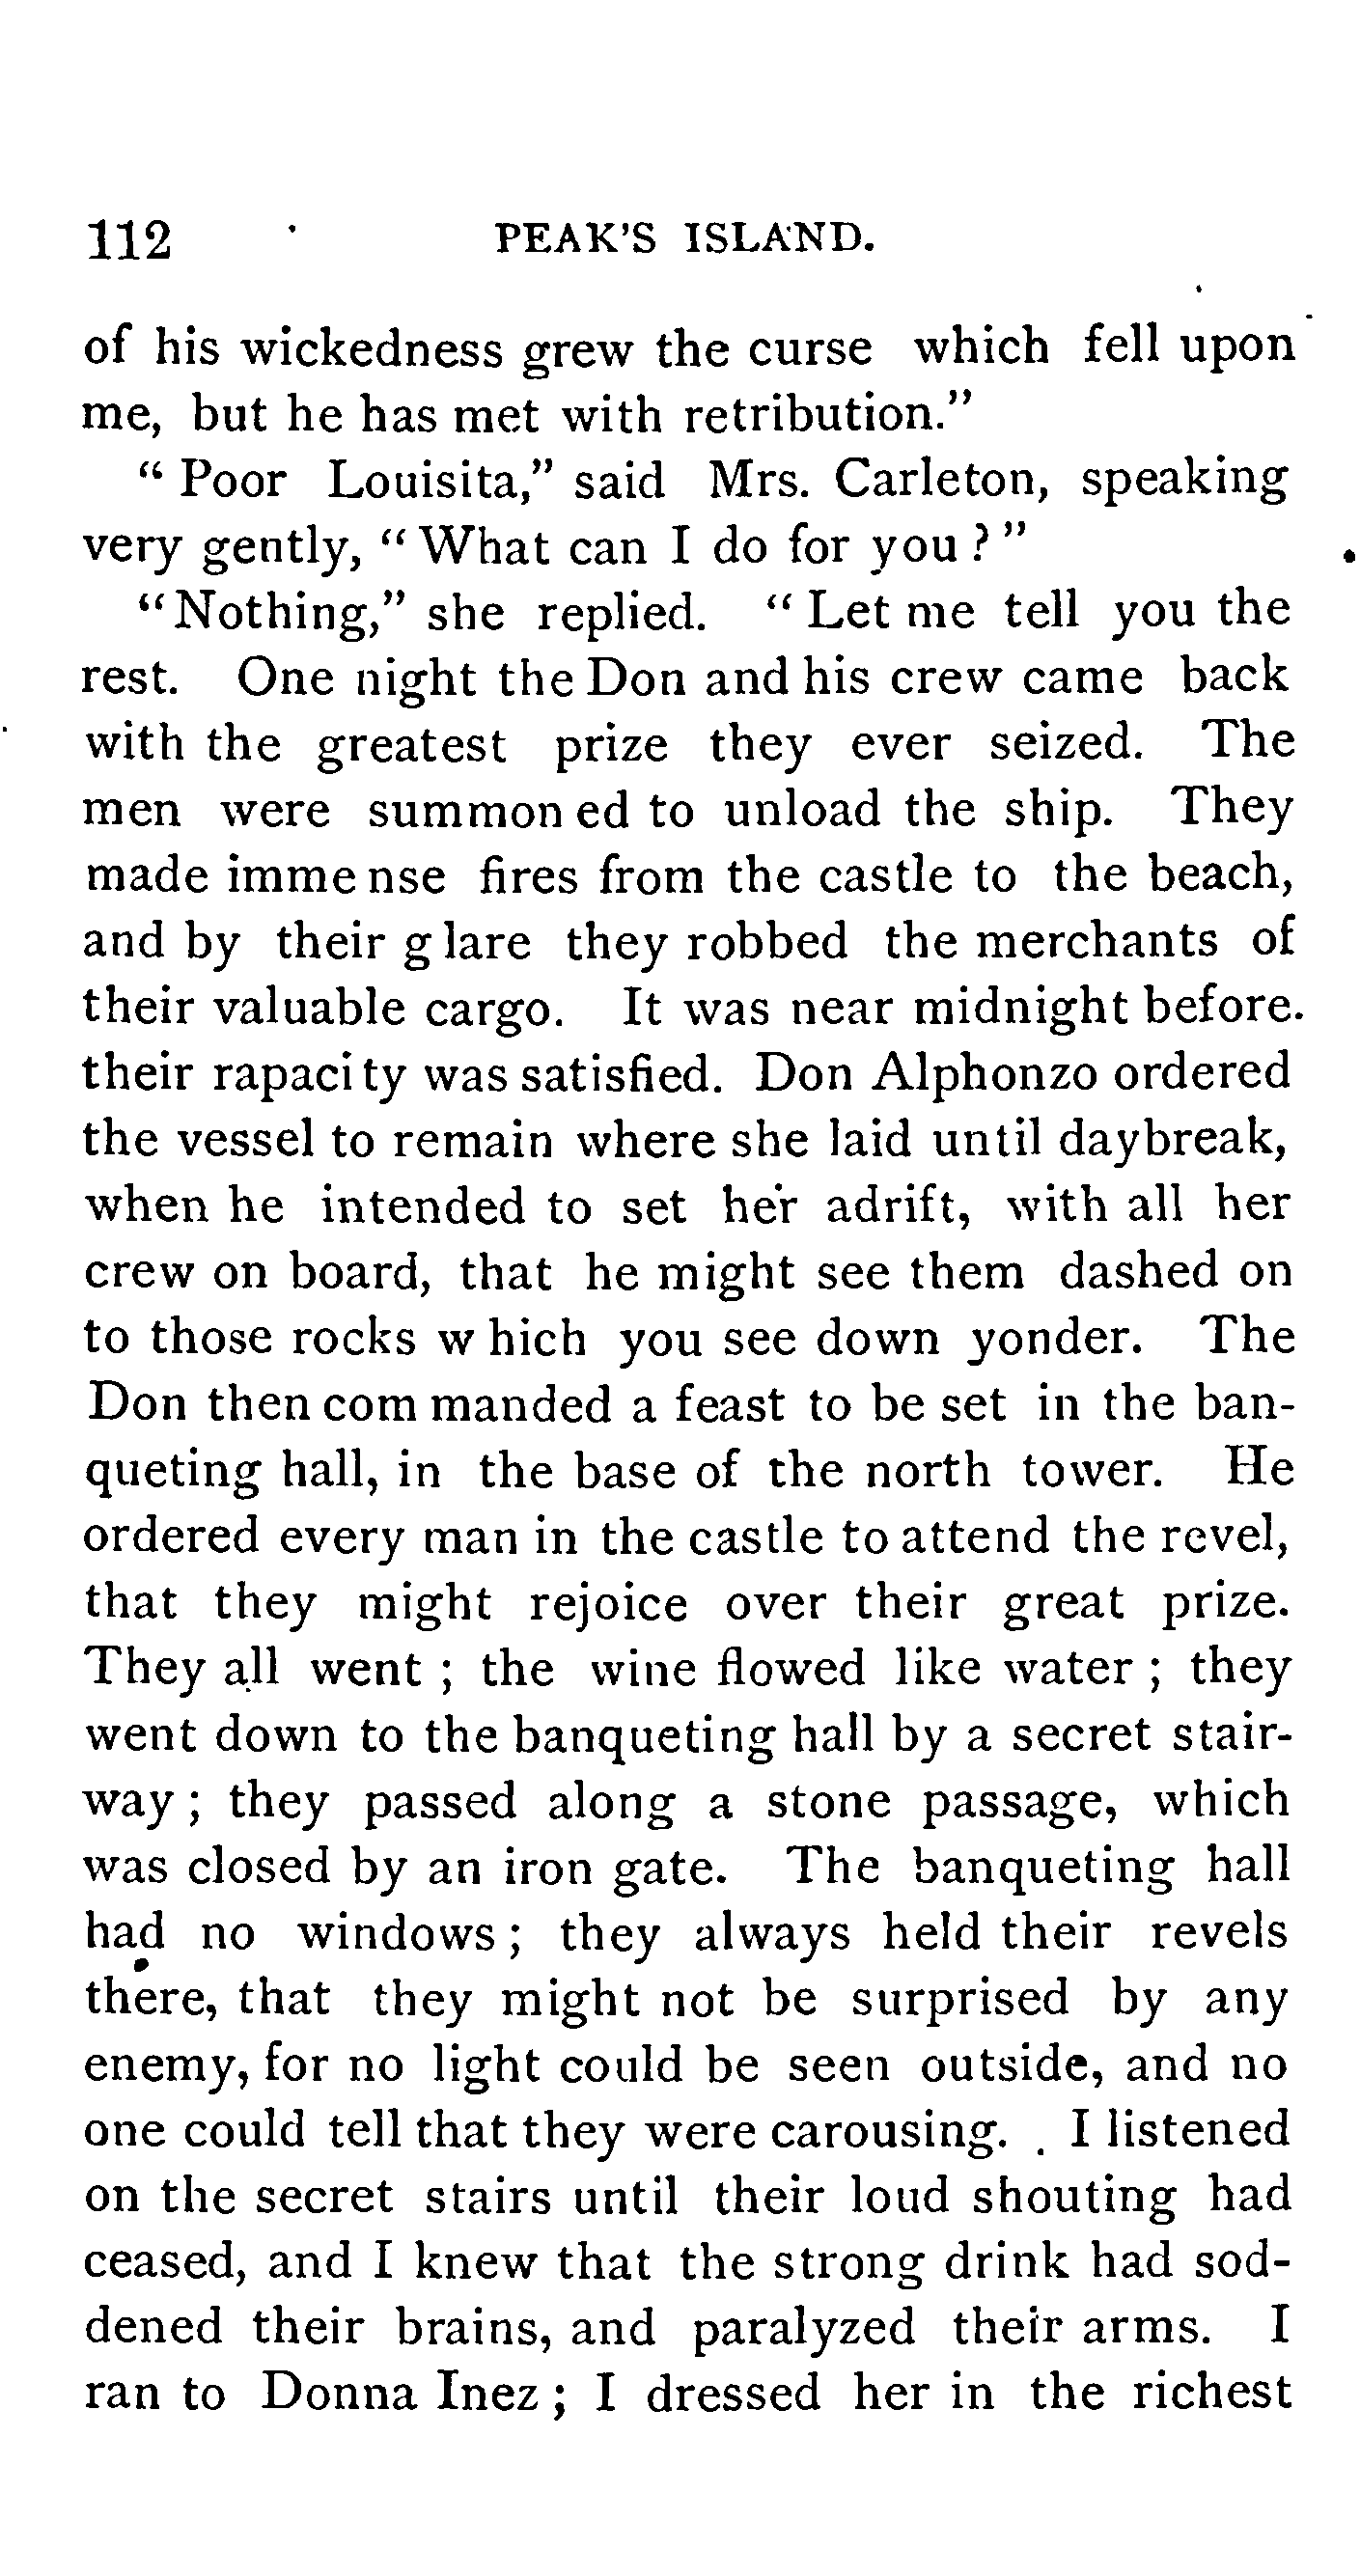 112 PEAK'S ISLAND.
of his wickedness grew the curse which fell upon
me, but he has met with retribution."
"Poor Louisita," said Mrs. Carleton, speaking
very gently, "What can I do for you?"
"Nothing," she replied. "Let me tell you the
rest. One night the Don and his crew came back
with the greatest prize they ever seized. The
men were summoned to unload the ship. They
made immense fires from the castle to the beach,
and by their glare they robbed the merchants of
their valuable cargo. It was near midnight before.
their rapacity was satisfied. Don Alphonzo ordered
the vessel to remain where she laid until daybreak,
when he intended to set her adrift, with all her
crew on board, that he might see them dashed on
to those rocks which you see down yonder. The
Don then commanded a feast to be set in the ban-
queting hall, in the base of the north tower. He
ordered every man in the castle to attend the revel,
that they might rejoice over their great prize.
They all went; the wine flowed like water; they
went down to the banqueting hall by a secret stair-
way; they passed along a stone passage, which
was closed by an iron gate. The banqueting hall
had no windows; they always held their revels
there, that they might not be surprised by any
enemy, for no light could be seen outside, and no
one could tell that they were carousing. I listened
on the secret stairs until their loud shouting had
ceased, and I knew that the strong drink had sod-
dened their brains, and paralyzed their arms. I
ran to Donna Inez; I dressed her in the richest